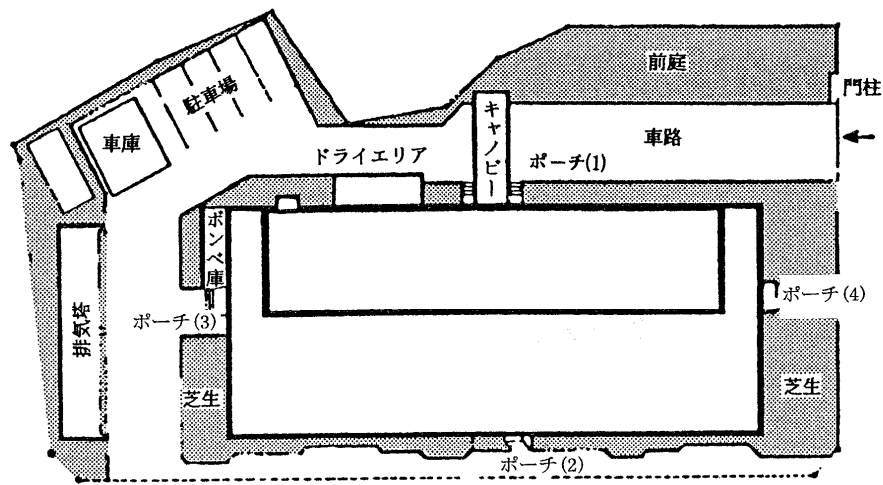 前庭
門柱
駐車場
車庫
キャノピー
車路
ドライエリア
ポーチ(1)
ボンベ庫
ポーチ(4)
ポーチ(3)
排気塔
芝生
芝生
ポーチ(2)